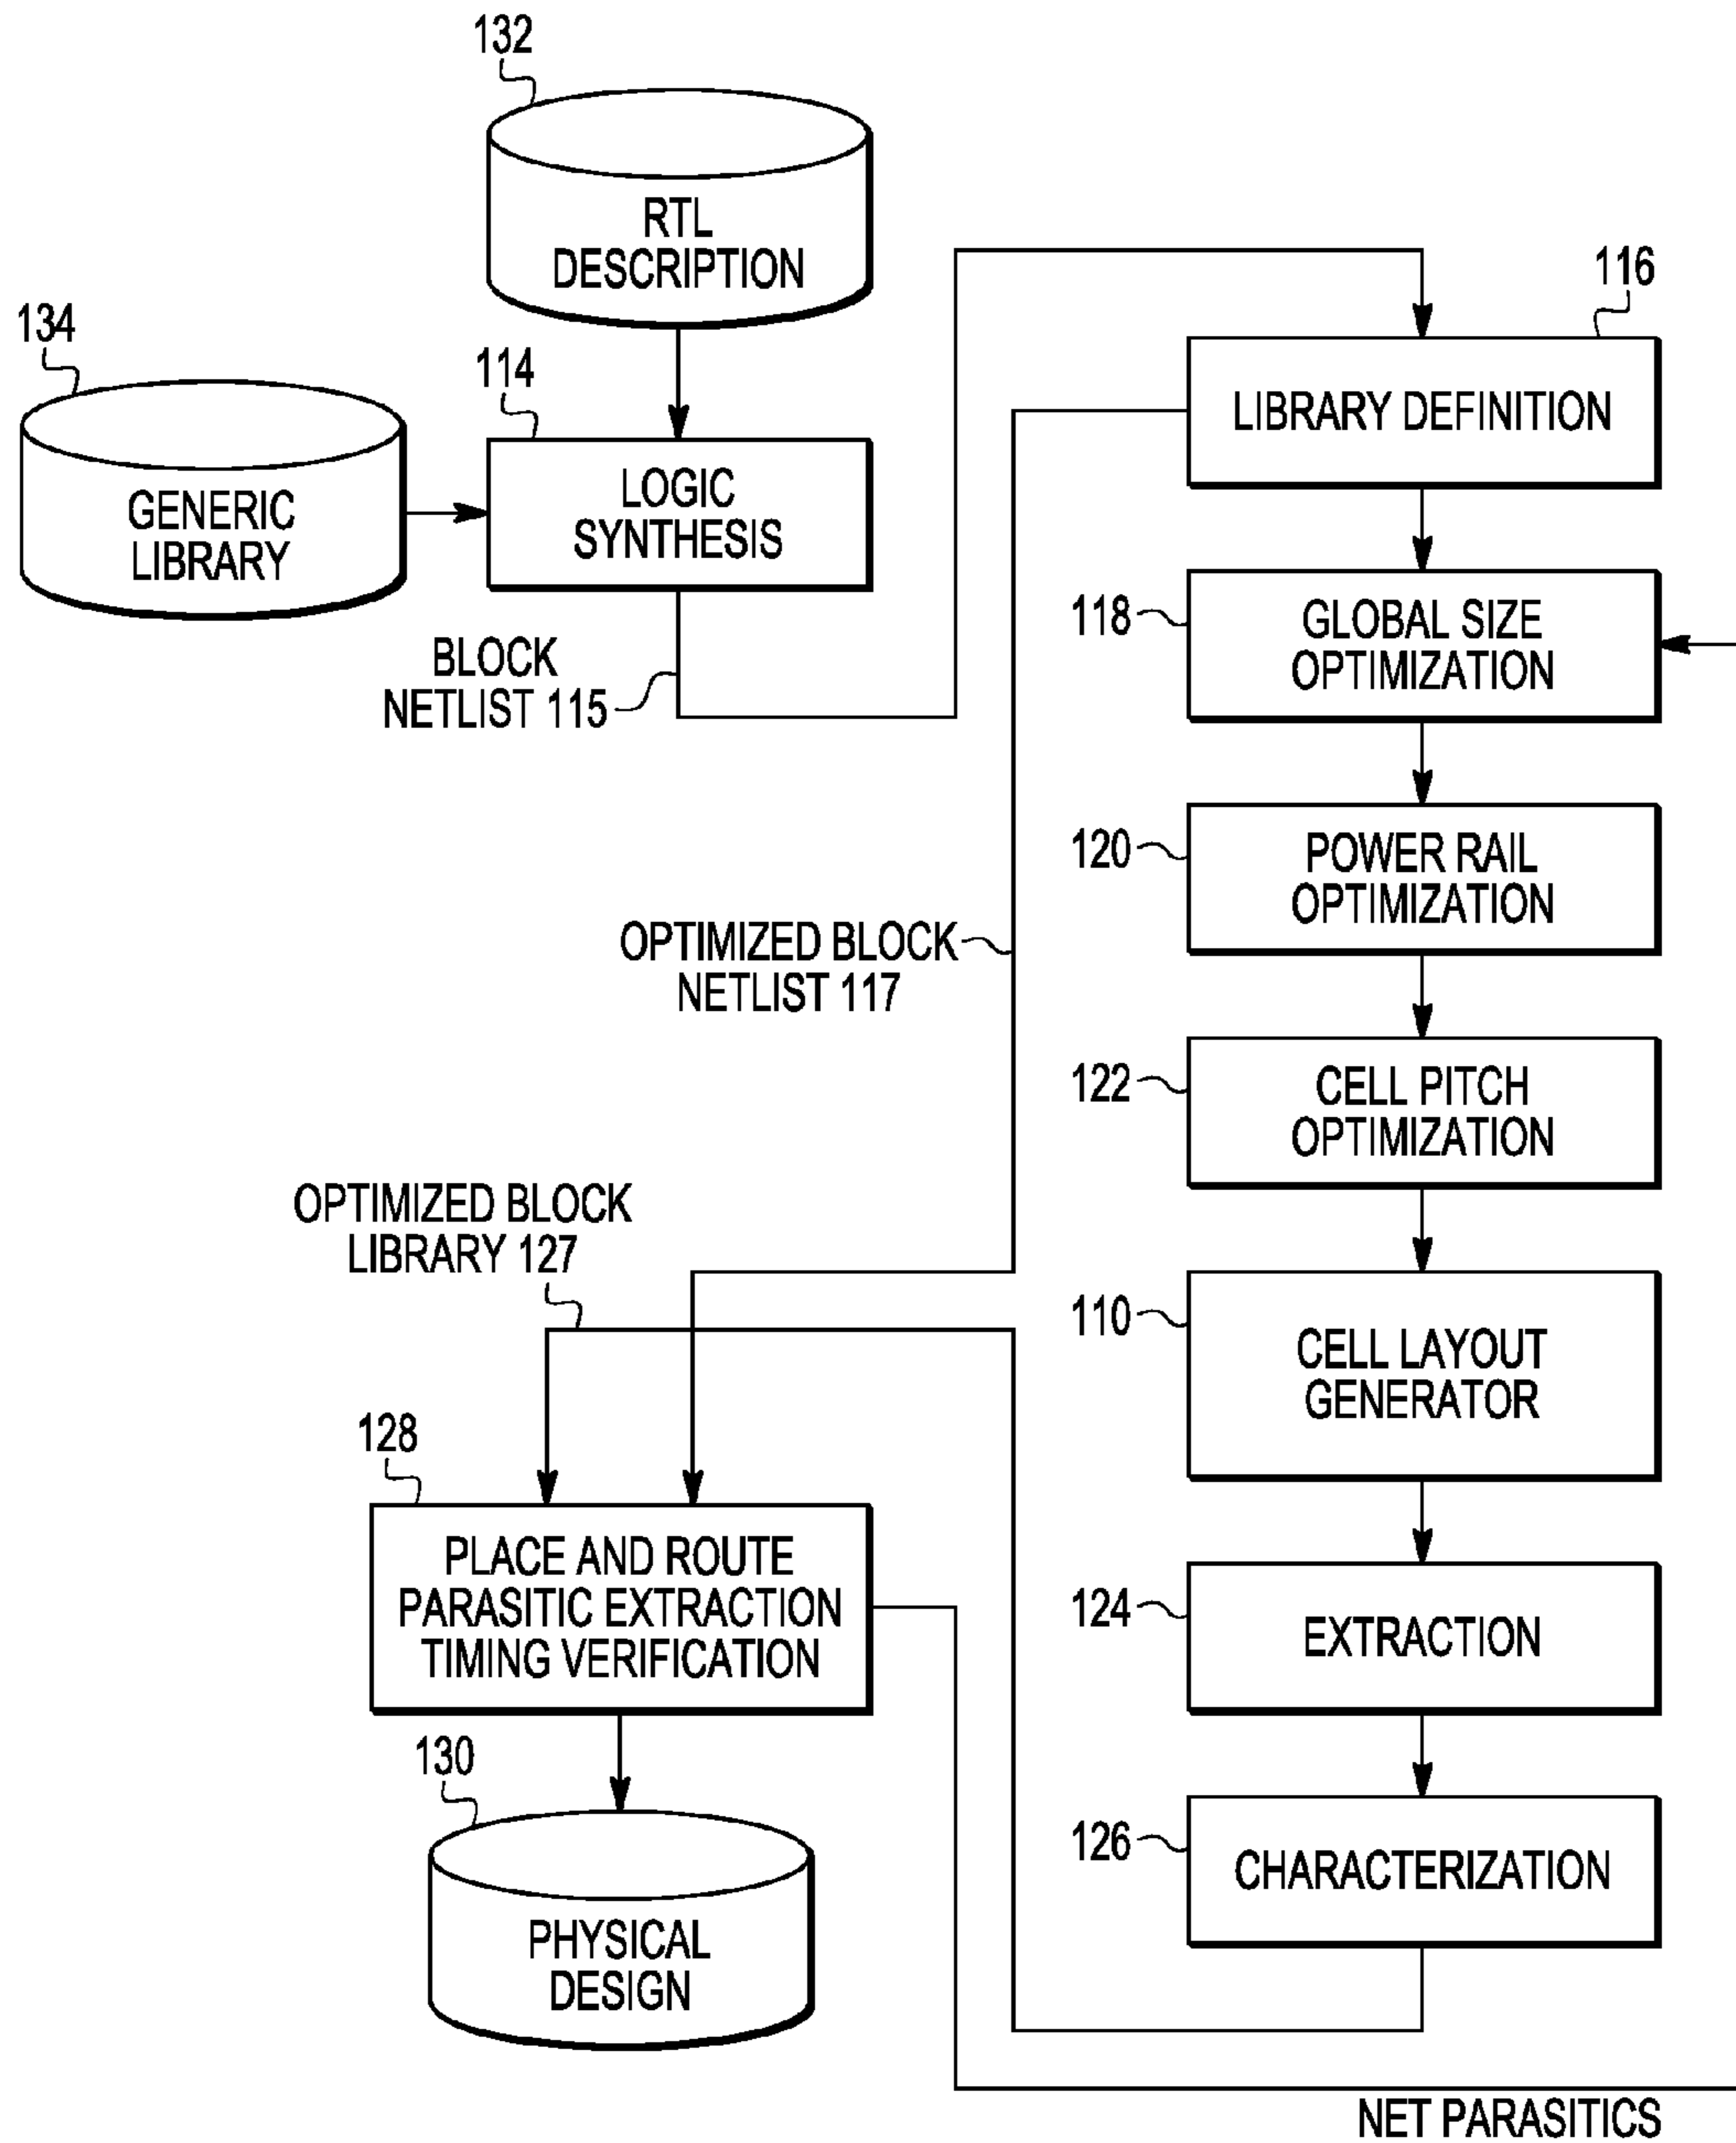 132
RTL
DESCRIPTION
134
GENERIC
LIBRARY
114
LOGIC
SYNTHESIS
BLOCK
NETLIST 115
116
LIBRARY DEFINITION
118
GLOBAL SIZE
OPTIMIZATION
120
POWER RAIL
OPTIMIZATION
OPTIMIZED BLOCK
NETLIST 117
122
CELL PITCH
OPTIMIZATION
OPTIMIZED BLOCK
LIBRARY 127
110
CELL LAYOUT
GENERATOR
128
PLACE AND ROUTE
PARASITIC EXTRACTION
TIMING VERIFICATION
124
EXTRACTION
130
PHYSICAL
DESIGN
126
CHARACTERIZATION
NET PARASITICS